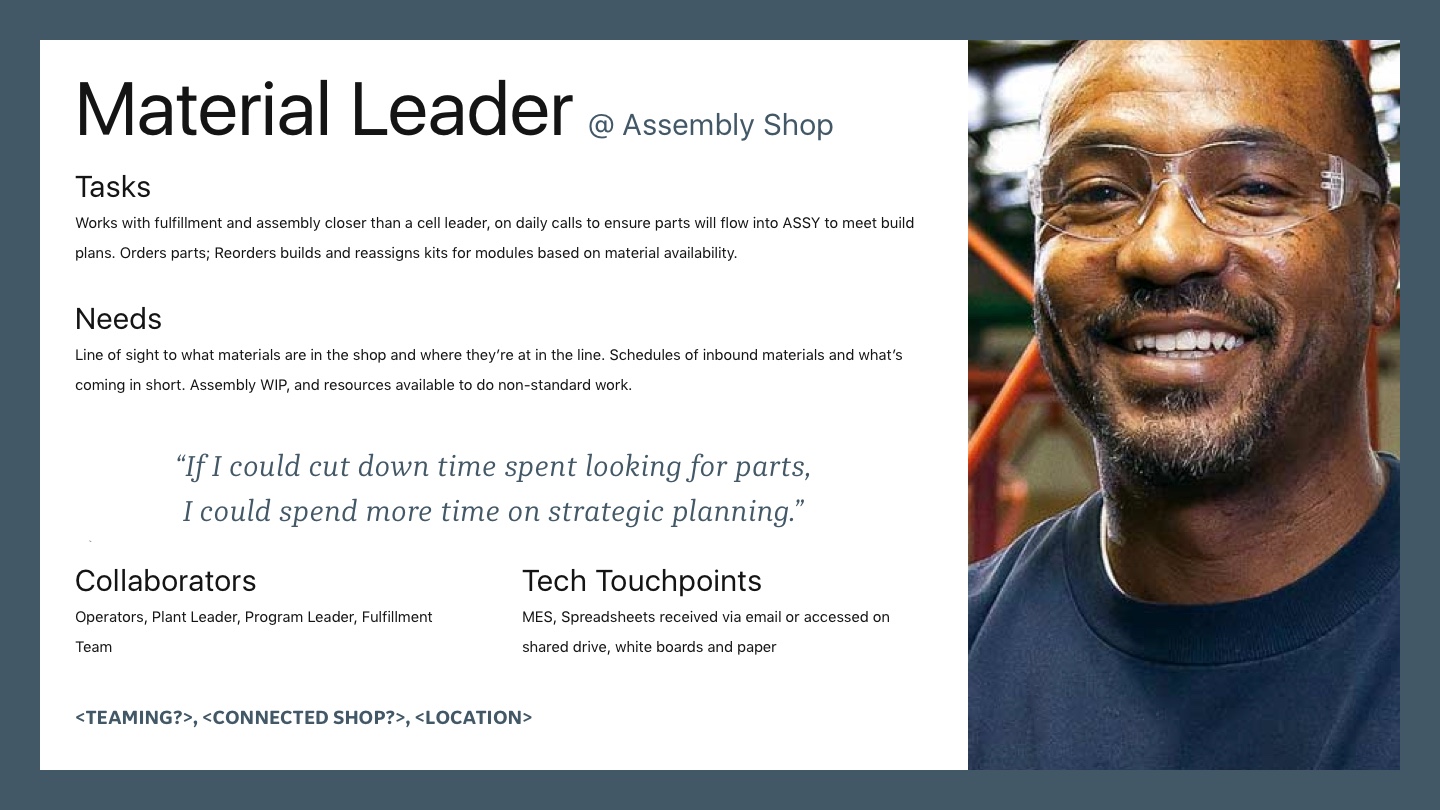 Material Leader @ Assembly Shop
Tasks
Works with fulfillment and assembly closer than a cell leader, on daily calls to ensure parts will flow into ASSY to meet build
plans. Orders parts; Reorders builds and reassigns kits for modules based on material availability.
Needs
Line of sight to what materials are in the shop and where they’re at in the line. Schedules of inbound materials and what’s
coming in short. Assembly WIP, and resources available to do non-standard work.
“If I could cut down time spent looking for parts,
I could spend more time on strategic planning.”
Collaborators
Operators, Plant Leader, Program Leader, Fulfillment
Team
Tech Touchpoints
MES, Spreadsheets received via email or accessed on
shared drive, white boards and paper
<TEAMING?>, <CONNECTED SHOP?>, <LOCATION>